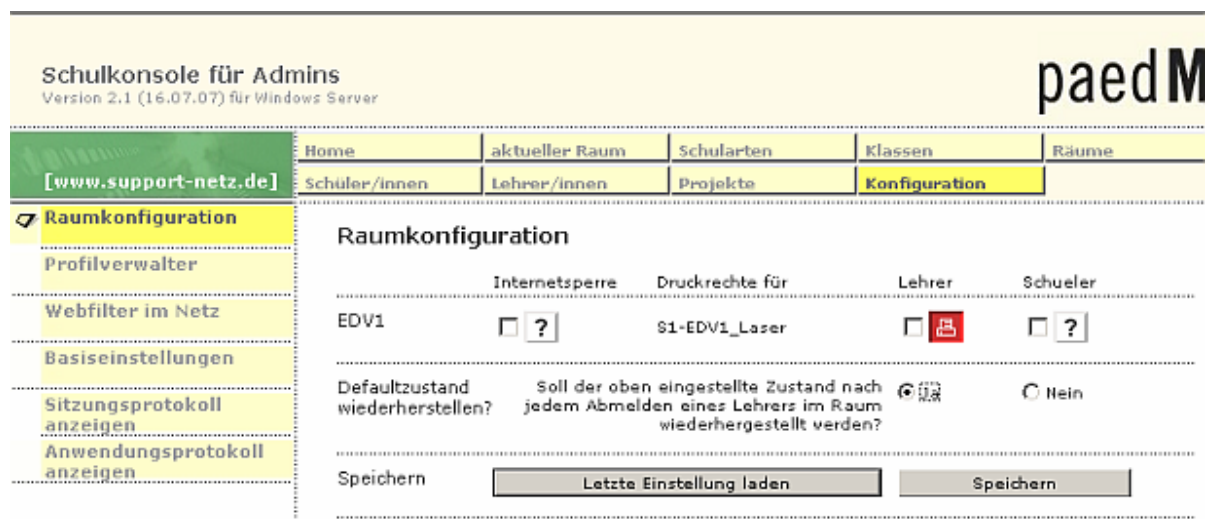 Schulkonsole für Admins
Version 2.1 (16.07.07) für Windows Server
paedM
[www.support-netz.de]
Home aktueller Raum Schularten Klassen Räume
Schüler/innen Lehrer/innen Projekte Konfiguration
Raumkonfiguration
Profilverwalter
Webfilter im Netz
Basiseinstellungen
Sitzungsprotokoll
anzeigen
Anwendungsprotokoll
anzeigen
Raumkonfiguration
Internetsperre Druckrechte für Lehrer Schueler
EDV1 ? S1-EDV1_Laser ?
Defaultzustand
wiederherstellen?
Soll der oben eingestellte Zustand nach
jedem Abmelden eines Lehrers im Raum
wiederhergestellt werden?
Ja Nein
Speichern Letzte Einstellung laden Speichern